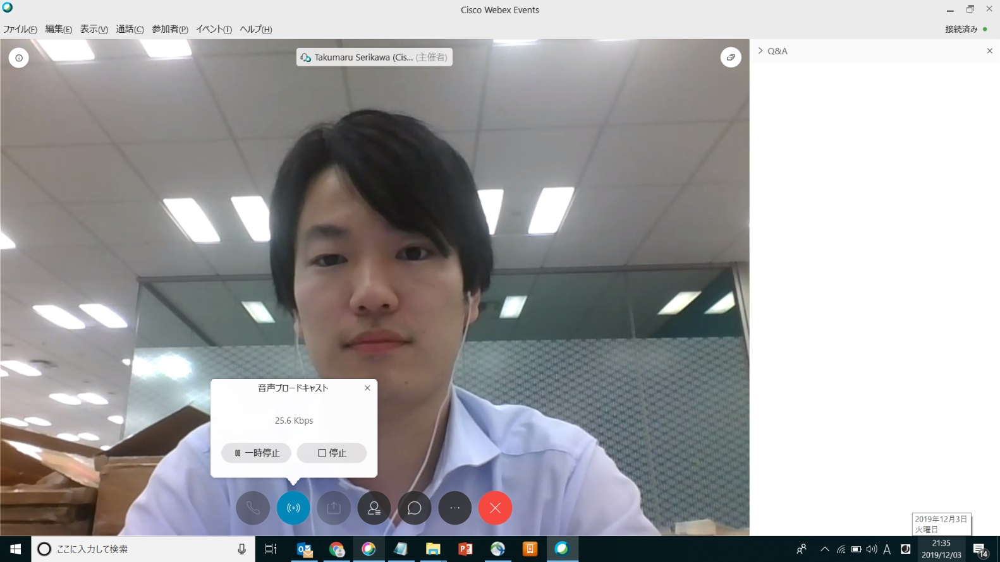 Cisco Webex Events
ファイル(F) 編集(E) 表示(V) 通話(C) 参加者(P) イベント(T) ヘルプ(H)
接続済み
Takumaru Serikawa (Cis... (主催者)
Q&A
音声ブロードキャスト
25.6 Kbps
一時停止
停止
2019年12月3日
火曜日
ここに入力して検索
A
21:35
2019/12/03
14